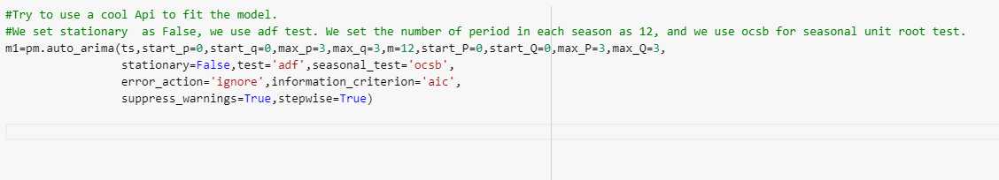 #Try to use a cool Api to fit the model.
#We set stationary  as False, we use adf test. We set the number of period in each season as 12, and we use ocsb for seasonal unit root test.
m1=pm.auto_arima(ts,start_p=0,start_q=0,max_p=3,max_q=3,m=12,start_P=0,start_Q=0,max_P=3,max_Q=3,
                 stationary=False,test='adf',seasonal_test='ocsb',
                 error_action='ignore',information_criterion='aic',
                 suppress_warnings=True,stepwise=True)